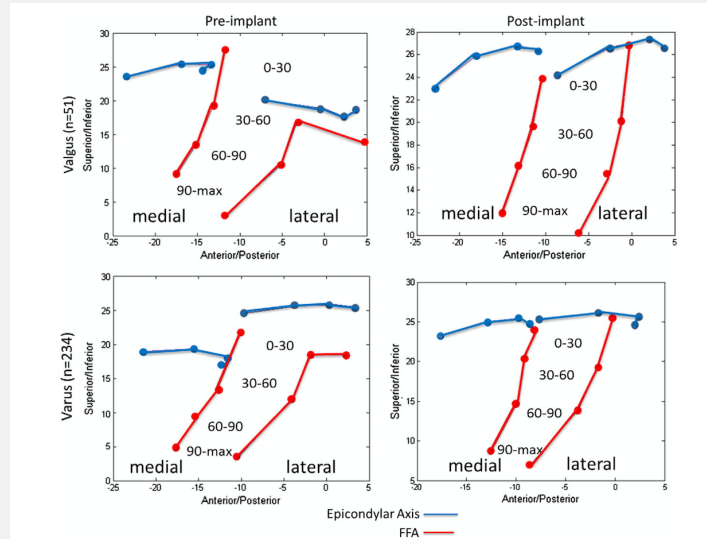 Pre-implant
Post-implant
Valgus (n=51)
Superior/Inferior
30
25
20
15
10
5
0
-25
-20
-15
-10
-5
0
5
0-30
30-60
60-90
90-max
medial
lateral
Anterior/Posterior
Superior/Inferior
28
26
24
22
20
18
16
14
12
10
-25
-20
-15
-10
-5
0
5
0-30
30-60
60-90
90-max
medial
lateral
Anterior/Posterior
Varus (n=234)
Superior/Inferior
30
25
20
15
10
5
0
-25
-20
-15
-10
-5
0
5
0-30
30-60
60-90
90-max
medial
lateral
Anterior/Posterior
Superior/Inferior
30
25
20
15
10
5
-20
-15
-10
-5
0
5
0-30
30-60
60-90
90-max
medial
lateral
Anterior/Posterior
Epicondylar Axis
FFA